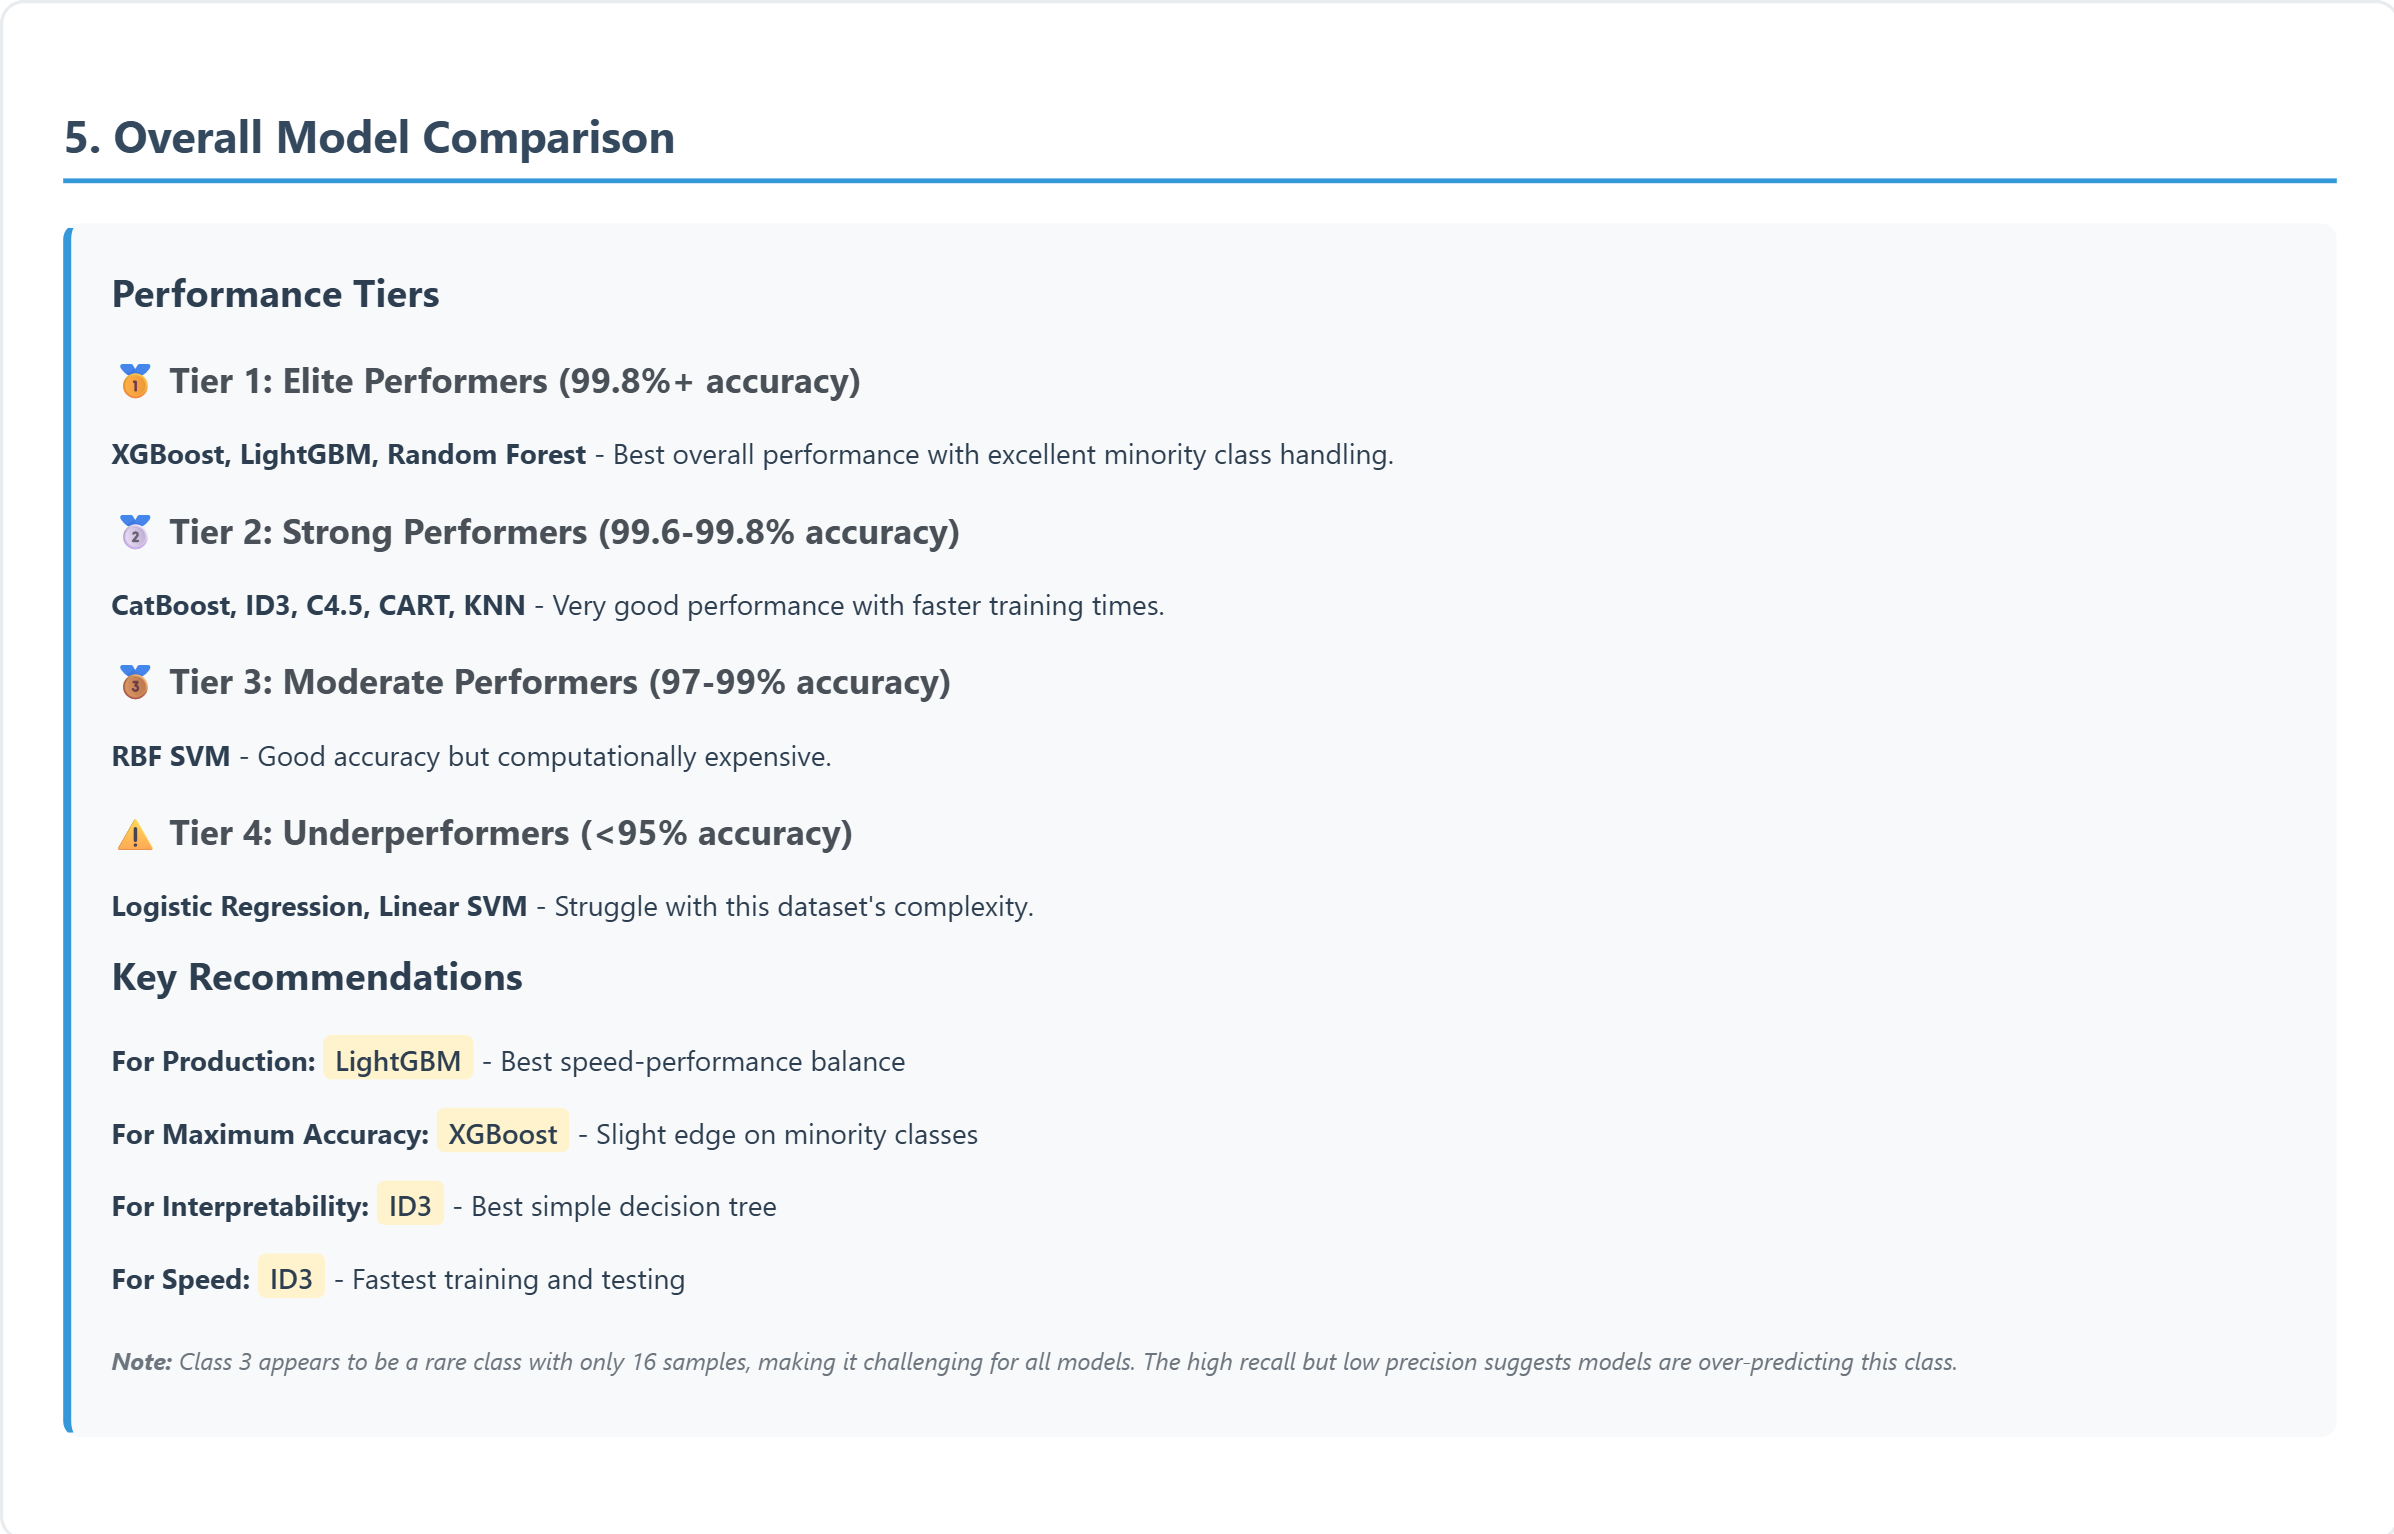 5. Overall Model Comparison
Performance Tiers
🥇 Tier 1: Elite Performers (99.8%+ accuracy)
XGBoost, LightGBM, Random Forest - Best overall performance with excellent minority class handling.
🥈 Tier 2: Strong Performers (99.6-99.8% accuracy)
CatBoost, ID3, C4.5, CART, KNN - Very good performance with faster training times.
🥉 Tier 3: Moderate Performers (97-99% accuracy)
RBF SVM - Good accuracy but computationally expensive.
⚠️ Tier 4: Underperformers (<95% accuracy)
Logistic Regression, Linear SVM - Struggle with this dataset's complexity.
Key Recommendations
For Production: LightGBM - Best speed-performance balance
For Maximum Accuracy: XGBoost - Slight edge on minority classes
For Interpretability: ID3 - Best simple decision tree
For Speed: ID3 - Fastest training and testing
Note: Class 3 appears to be a rare class with only 16 samples, making it challenging for all models. The high recall but low precision suggests models are over-predicting this class.